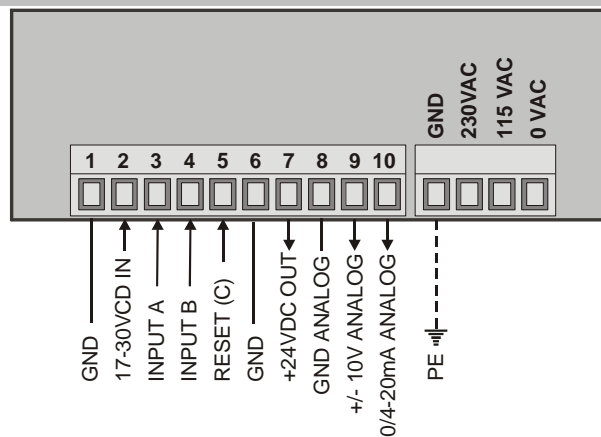 GND
230VAC
115 VAC
0 VAC
1 2 3 4 5 6 7 8 9 10
GND
17-30VCD IN
INPUT A
INPUT B
RESET (C)
GND
+24VDC OUT
GND ANALOG
+/- 10V ANALOG
0/4-20mA ANALOG
PE